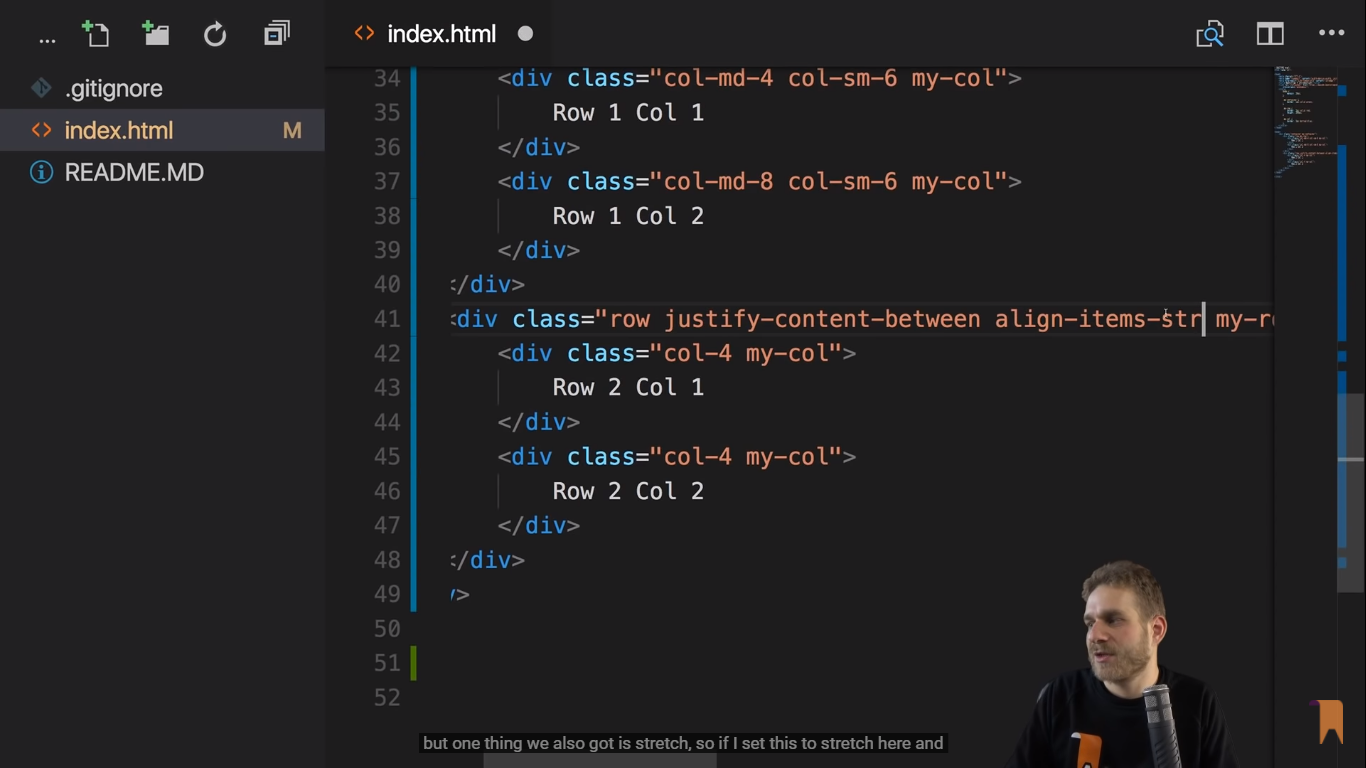 ...
index.html
.gitignore
index.html M
README.MD
34 <div class="col-md-4 col-sm-6 my-col">
35 Row 1 Col 1
36 </div>
37 <div class="col-md-8 col-sm-6 my-col">
38 Row 1 Col 2
39 </div>
40 </div>
41 <div class="row justify-content-between align-items-str my-r
42 <div class="col-4 my-col">
43 Row 2 Col 1
44 </div>
45 <div class="col-4 my-col">
46 Row 2 Col 2
47 </div>
48 </div>
49 >
50
51
52
but one thing we also got is stretch, so if I set this to stretch here and